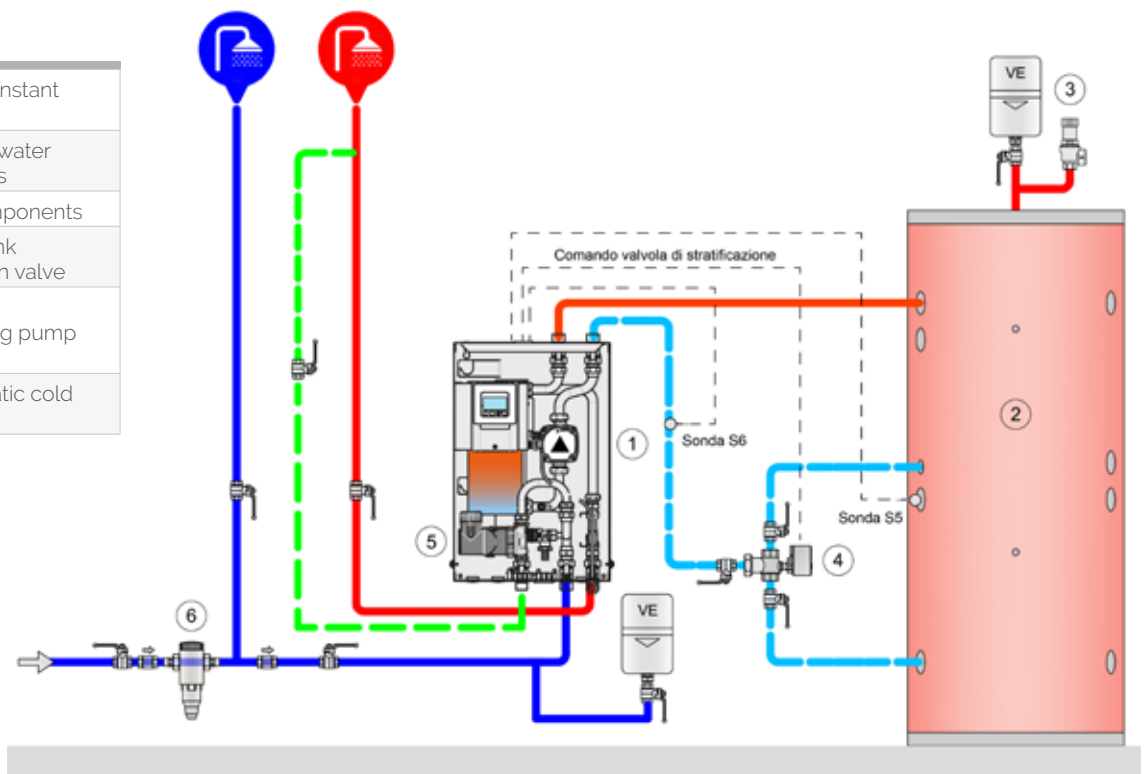 nstant
water
s
ponents
nk
n valve
g pump
atic cold
VE
3
Comando valvola di stratificazione
1
2
Sonda S6
Sonda S5
5
4
VE
6